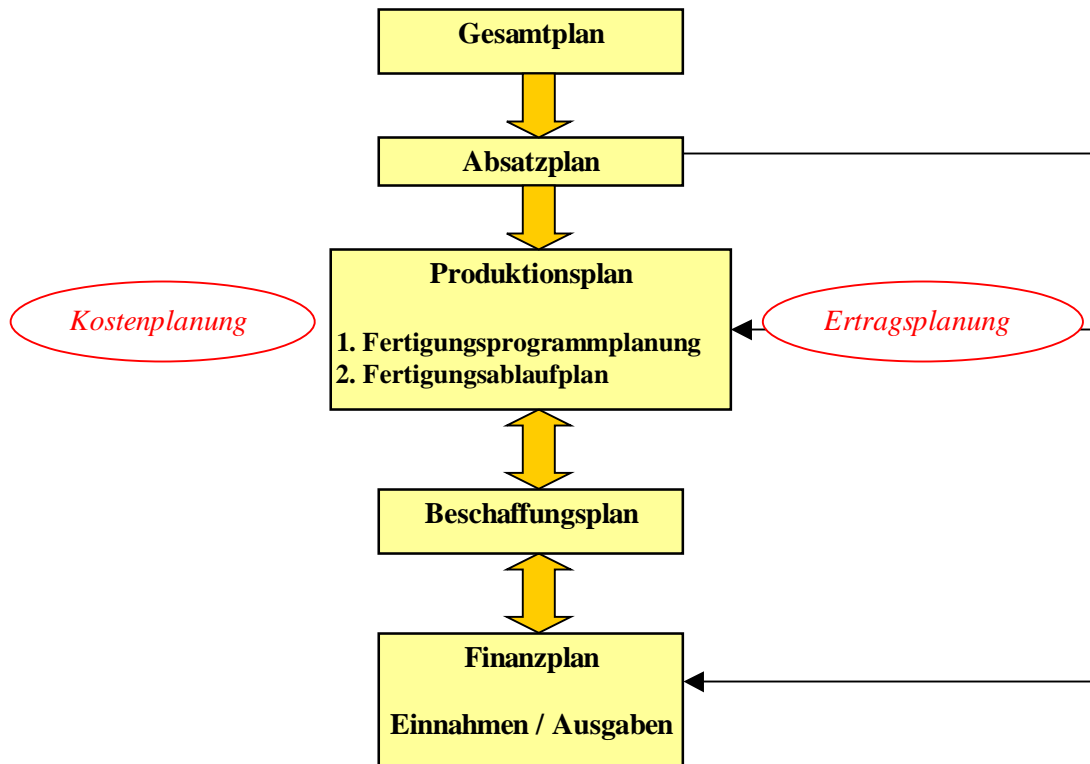 Gesamtplan
Absatzplan
Produktionsplan
Kostenplanung
Ertragsplanung
1. Fertigungsprogrammplanung
2. Fertigungsablaufplan
Beschaffungsplan
Finanzplan
Einnahmen / Ausgaben